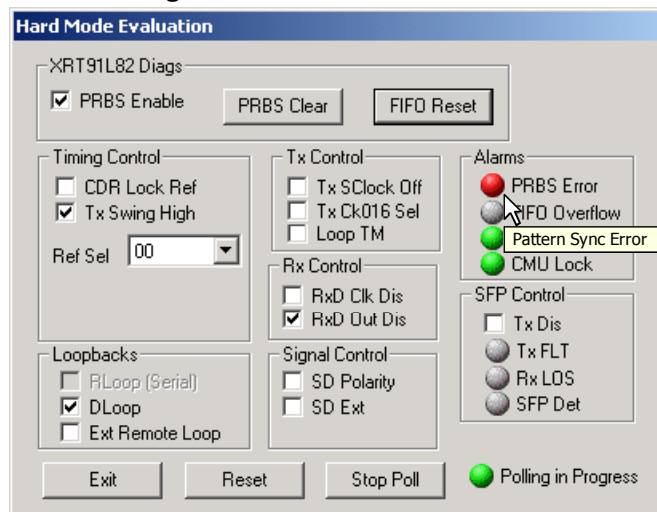 Hard Mode Evaluation
XRT91L82 Diags
PRBS Enable
PRBS Clear
FIFO Reset
Timing Control
CDR Lock Ref
Tx Swing High
Ref Sel 00
Tx Control
Tx SClock Off
Tx Ck016 Sel
Loop TM
Alarms
PRBS Error
FIFO Overflow
Pattern Sync Error
CMU Lock
Rx Control
RxD Clk Dis
RxD Out Dis
SFP Control
Tx Dis
Tx FLT
Rx LOS
SFP Det
Loopbacks
RLoop (Serial)
DLoop
Ext Remote Loop
Signal Control
SD Polarity
SD Ext
Exit
Reset
Stop Poll
Polling in Progress